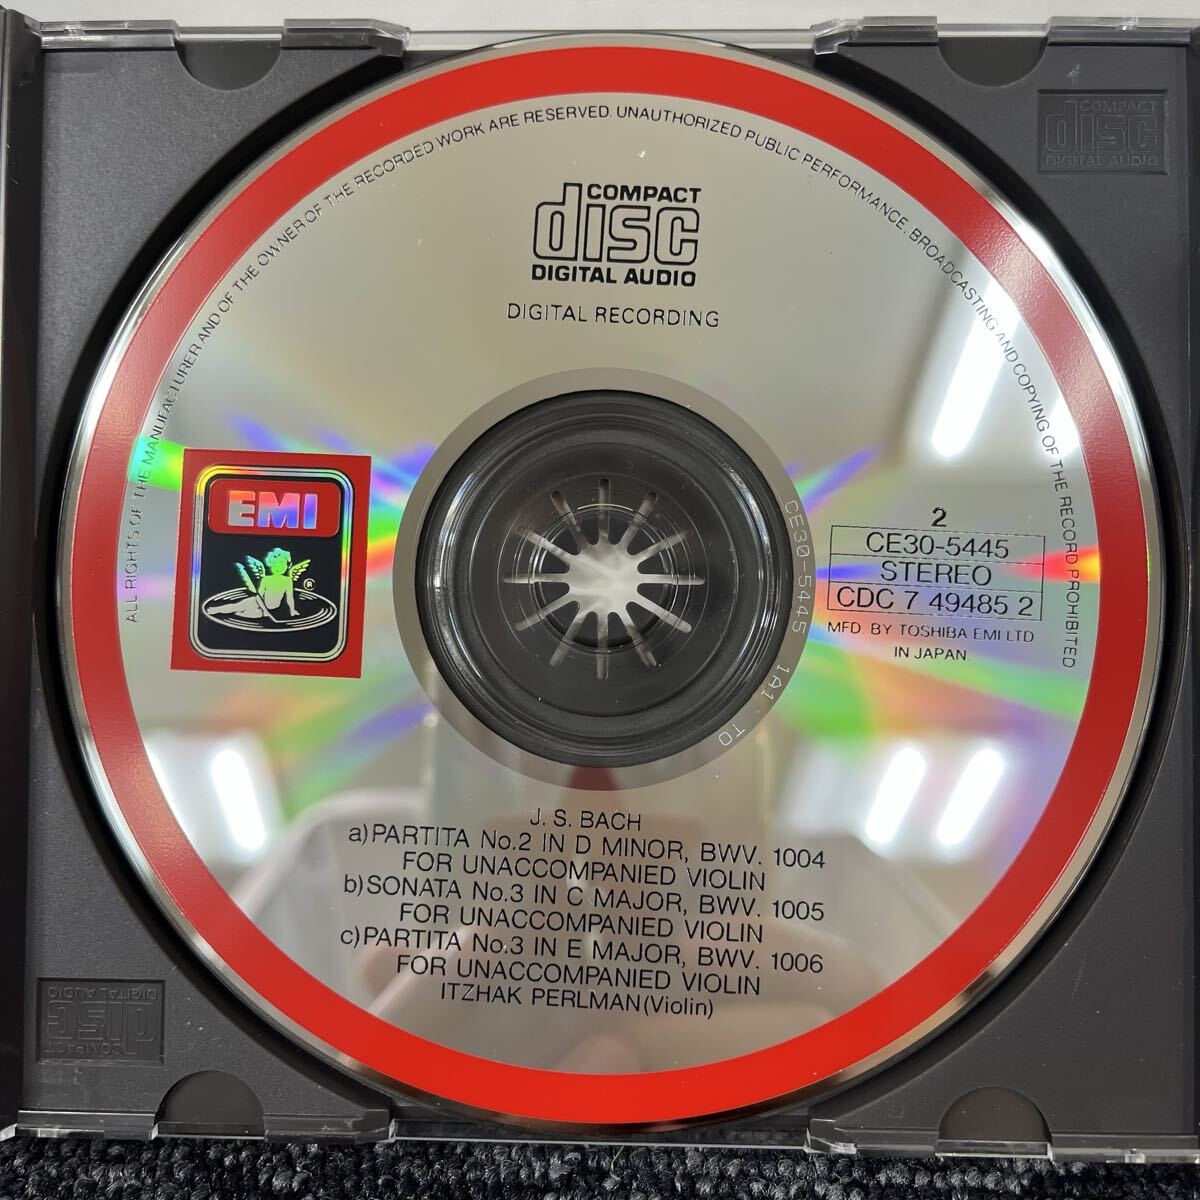 ALL RIGHTS OF THE MANUFACTURER AND OF THE OWNER OF THE RECORDED WORK ARE RESERVED. UNAUTHORIZED PUBLIC PERFORMANCE, BROADCASTING AND COPYING OF THE RECORD PROHIBITED
COMPACT
disc
DIGITAL AUDIO
DIGITAL RECORDING
COMPACT
disc
DIGITAL AUDIO
EMI
®
2
CE30-5445
STEREO
CDC 7 49485 2
MFD. BY TOSHIBA EMI LTD.
IN JAPAN.
CE30-5445 1A1 TO
J. S. BACH
a)PARTITA No.2 IN D MINOR, BWV. 1004
FOR UNACCOMPANIED VIOLIN
b)SONATA No.3 IN C MAJOR, BWV. 1005
FOR UNACCOMPANIED VIOLIN
c)PARTITA No.3 IN E MAJOR, BWV. 1006
FOR UNACCOMPANIED VIOLIN
ITZHAK PERLMAN(Violin)
COMPACT
disc
DIGITAL AUDIO